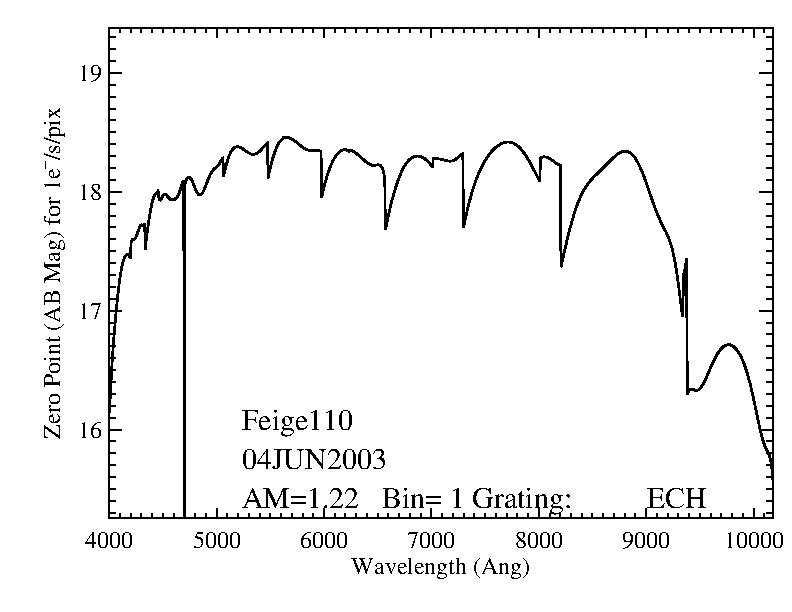 19
18
17
16
Zero Point (AB Mag) for 1e⁻/s/pix
Feige110
04JUN2003
AM=1.22 Bin= 1 Grating: ECH
4000 5000 6000 7000 8000 9000 10000
Wavelength (Ang)